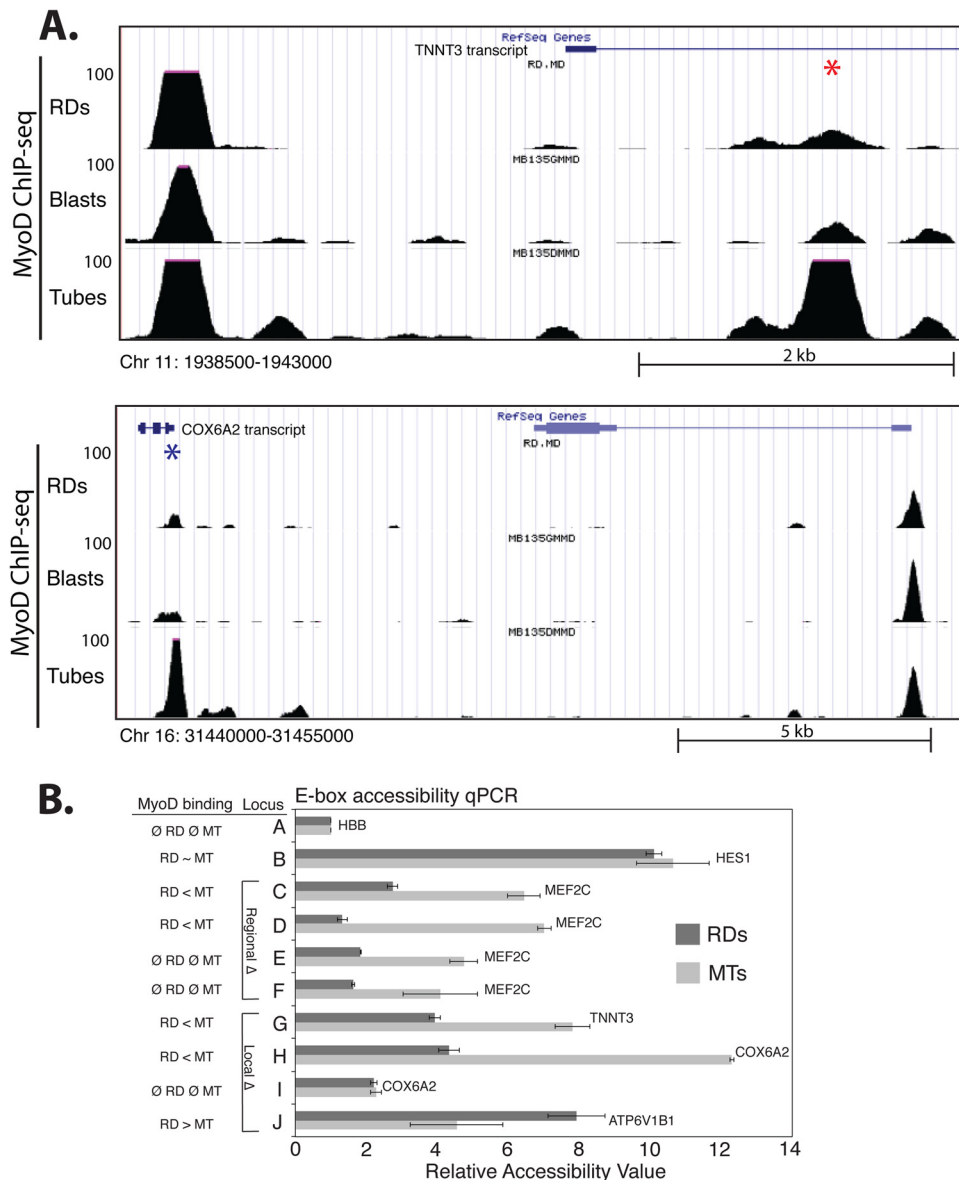 A.
RefSeq Genes
TNNT3 transcript
RD.MD
*
MyoD ChIP-seq
100
RDs
MB135GMMD
100
Blasts
MB135DMMD
100
Tubes
Chr 11: 1938500-1943000
2 kb
RefSeq Genes
COX6A2 transcript
RD.MD
*
MyoD ChIP-seq
100
RDs
MB135GMMD
100
Blasts
MB135DMMD
100
Tubes
Chr 16: 31440000-31455000
5 kb
B.
MyoD binding Locus E-box accessibility qPCR
Ø RD Ø MT A HBB
RD ~ MT B HES1
RD < MT C MEF2C
RD < MT D MEF2C
Ø RD Ø MT E MEF2C
Ø RD Ø MT F MEF2C
RD < MT G TNNT3
RD < MT H COX6A2
Ø RD Ø MT I COX6A2
RD > MT J ATP6V1B1
Regional Δ
Local Δ
RDs
MTs
0 2 4 6 8 10 12 14
Relative Accessibility Value